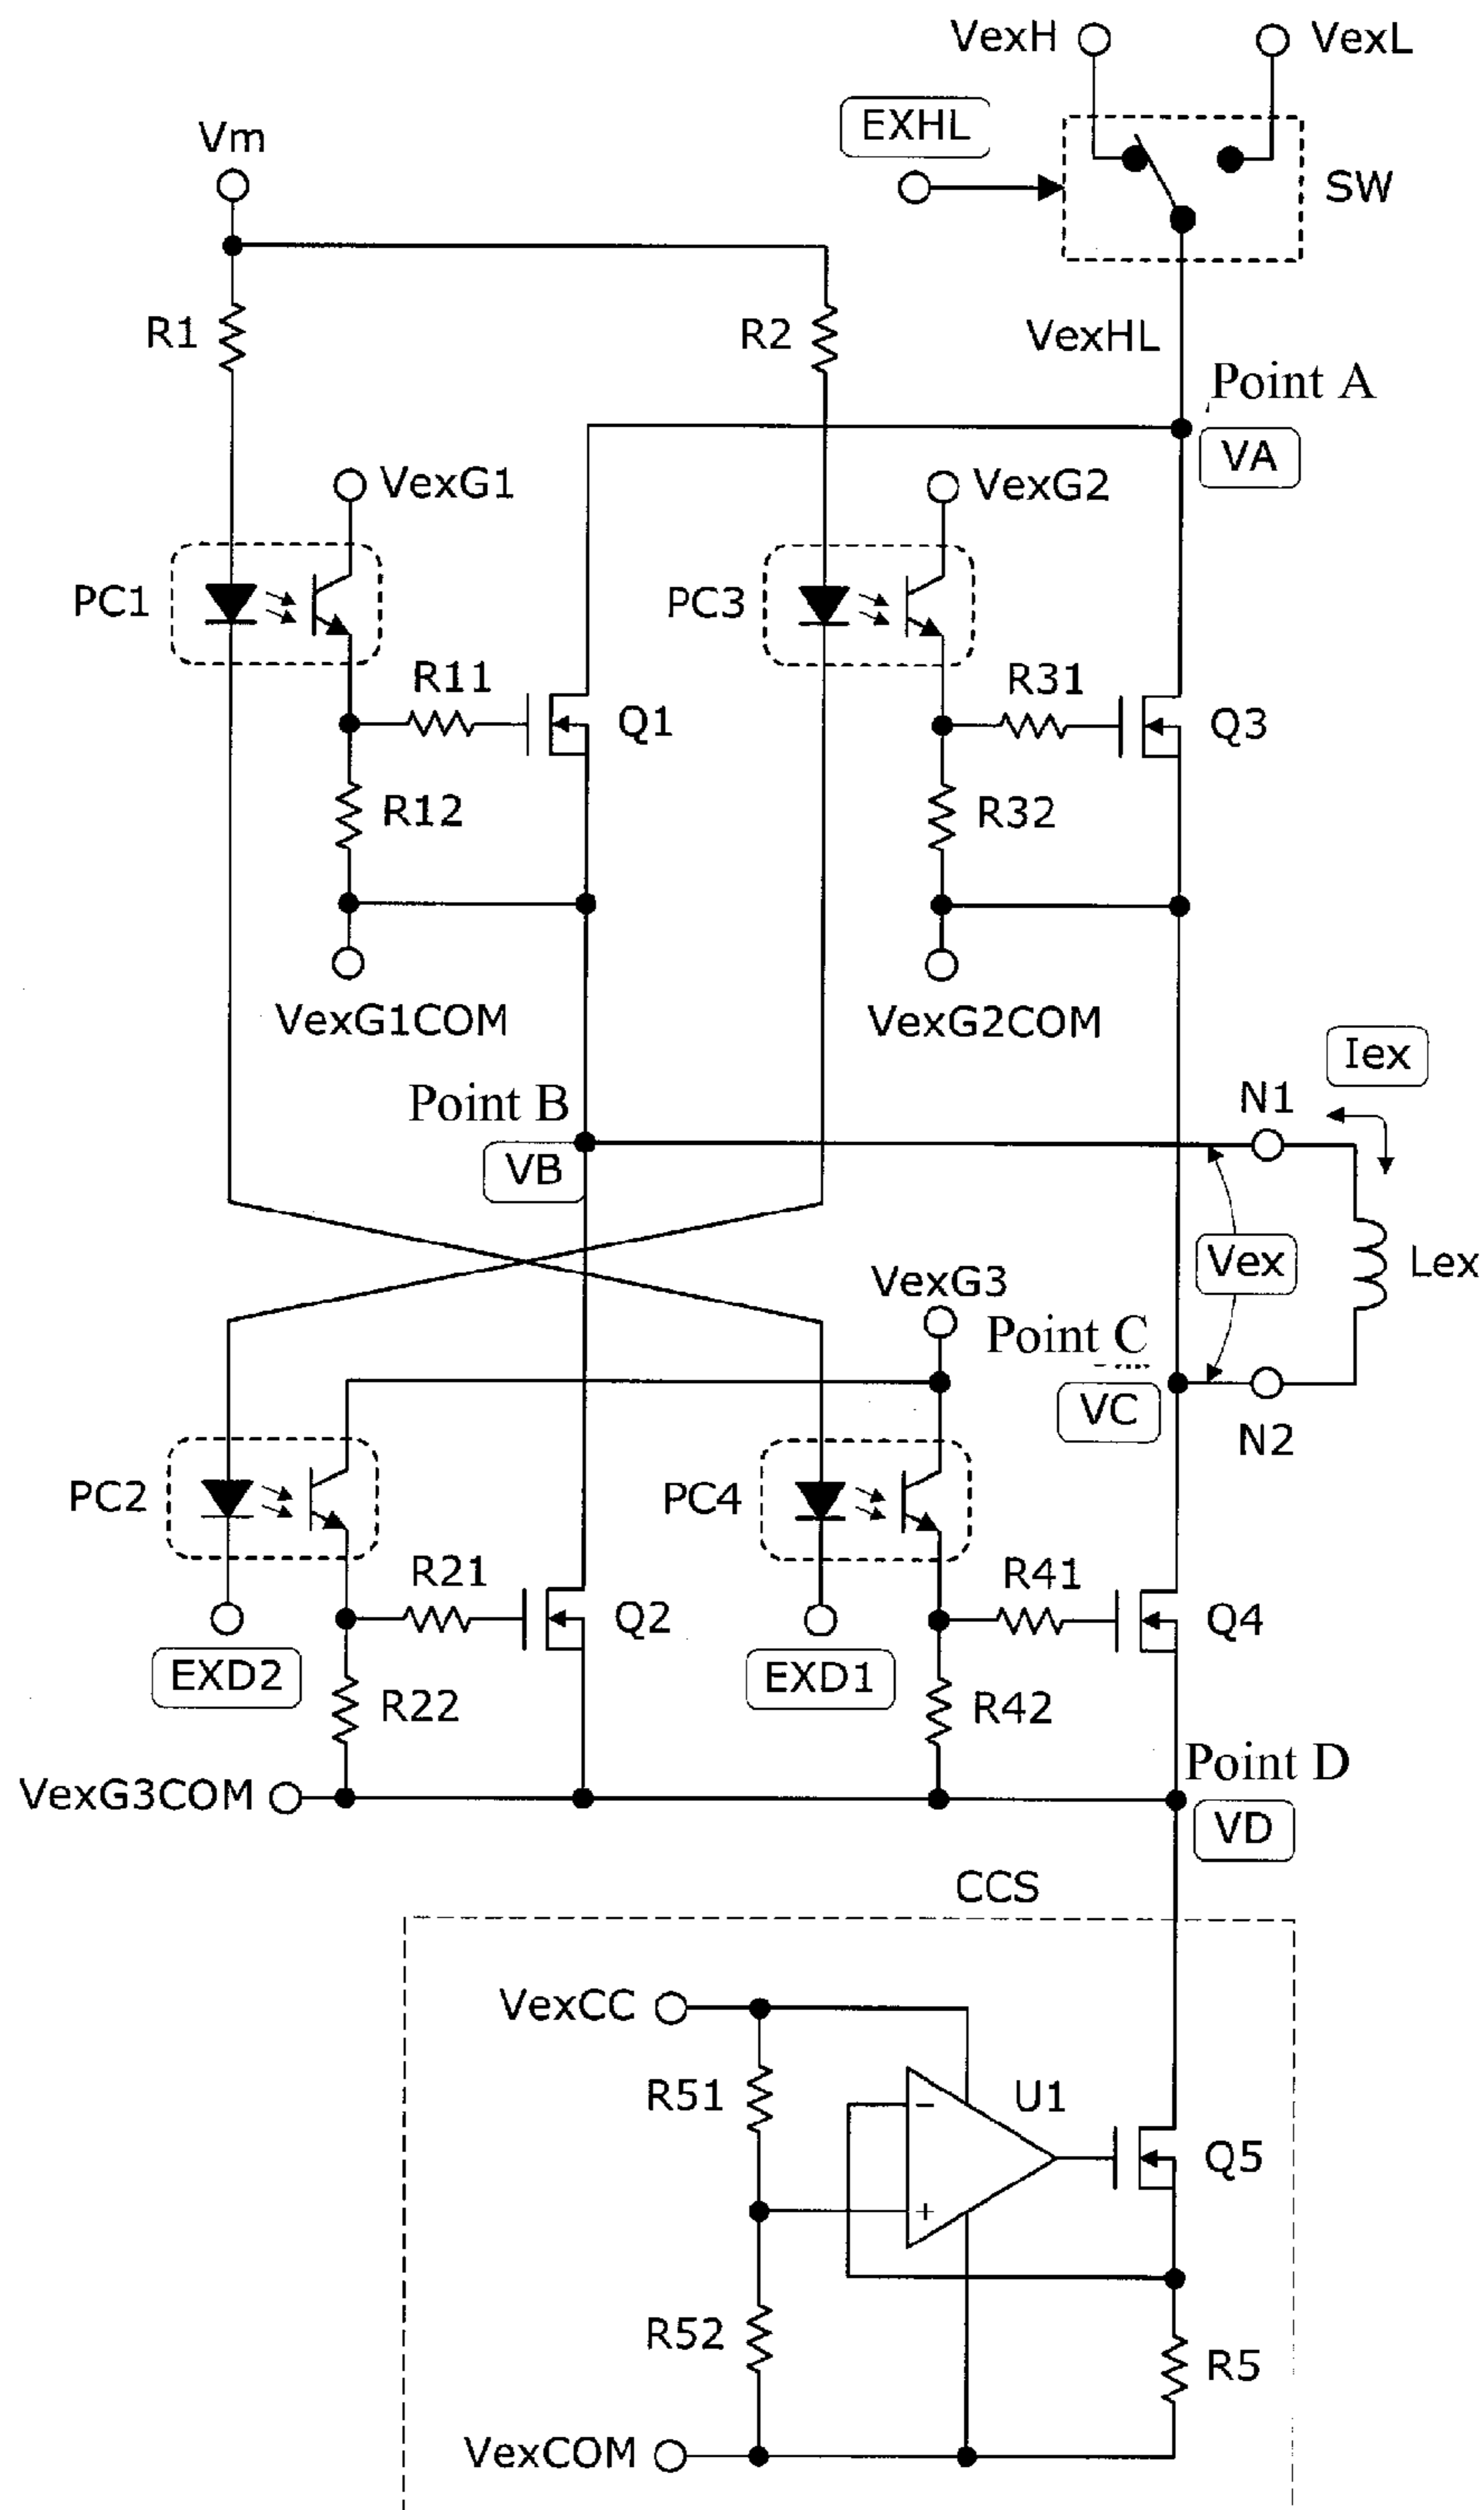 VexH
VexL
EXHL
Vm
SW
R1
R2
VexHL
Point A
VA
VexG1
VexG2
PC1
PC3
R11
R31
Q1
Q3
R12
R32
VexG1COM
VexG2COM
Iex
Point B
N1
VB
Vex
Lex
VexG3
Point C
VC
N2
PC2
PC4
R21
R41
Q2
Q4
EXD2
EXD1
R22
R42
Point D
VexG3COM
VD
CCS
VexCC
R51
U1
−
Q5
+
R52
R5
VexCOM